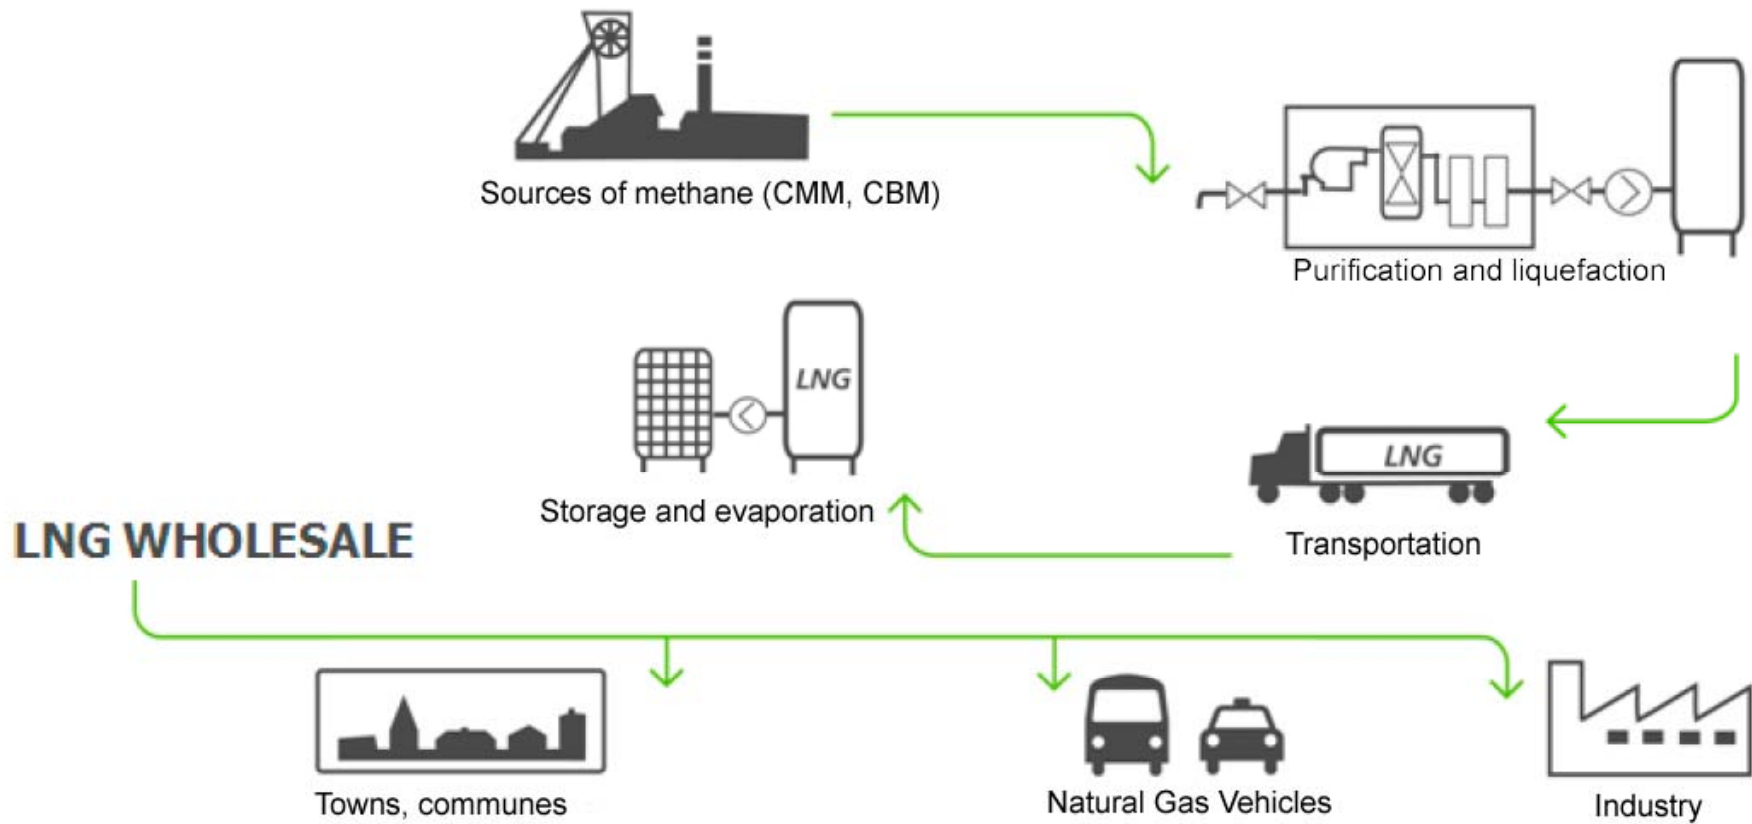 Sources of methane (CMM, CBM)
Purification and liquefaction
LNG
LNG
Storage and evaporation
Transportation
LNG WHOLESALE
Towns, communes
Natural Gas Vehicles
Industry